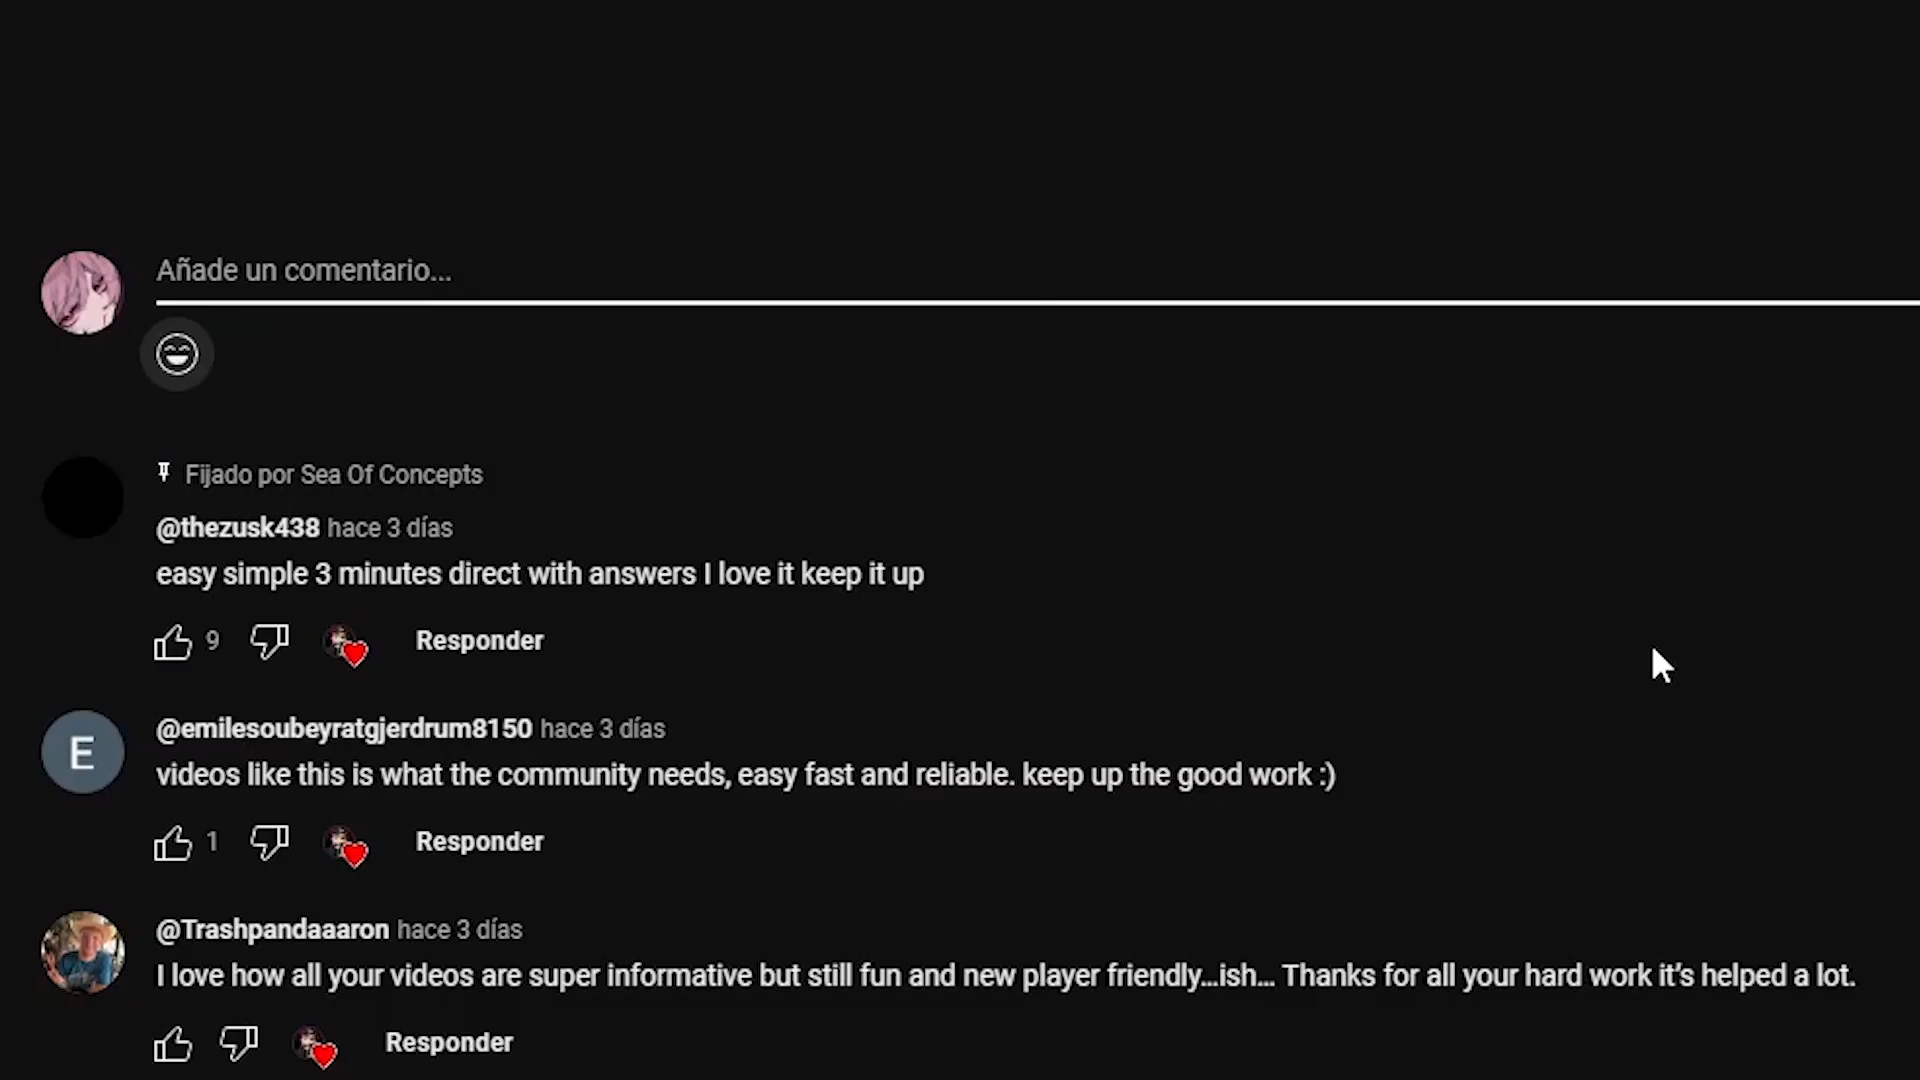 Añade un comentario...
Fijado por Sea Of Concepts
@thezusk438 hace 3 días
easy simple 3 minutes direct with answers I love it keep it up
9 Responder
E
@emilesoubeyratgjerdrum8150 hace 3 días
videos like this is what the community needs, easy fast and reliable. keep up the good work :)
1 Responder
@Trashpandaaaron hace 3 días
I love how all your videos are super informative but still fun and new player friendly...ish... Thanks for all your hard work it's helped a lot.
Responder